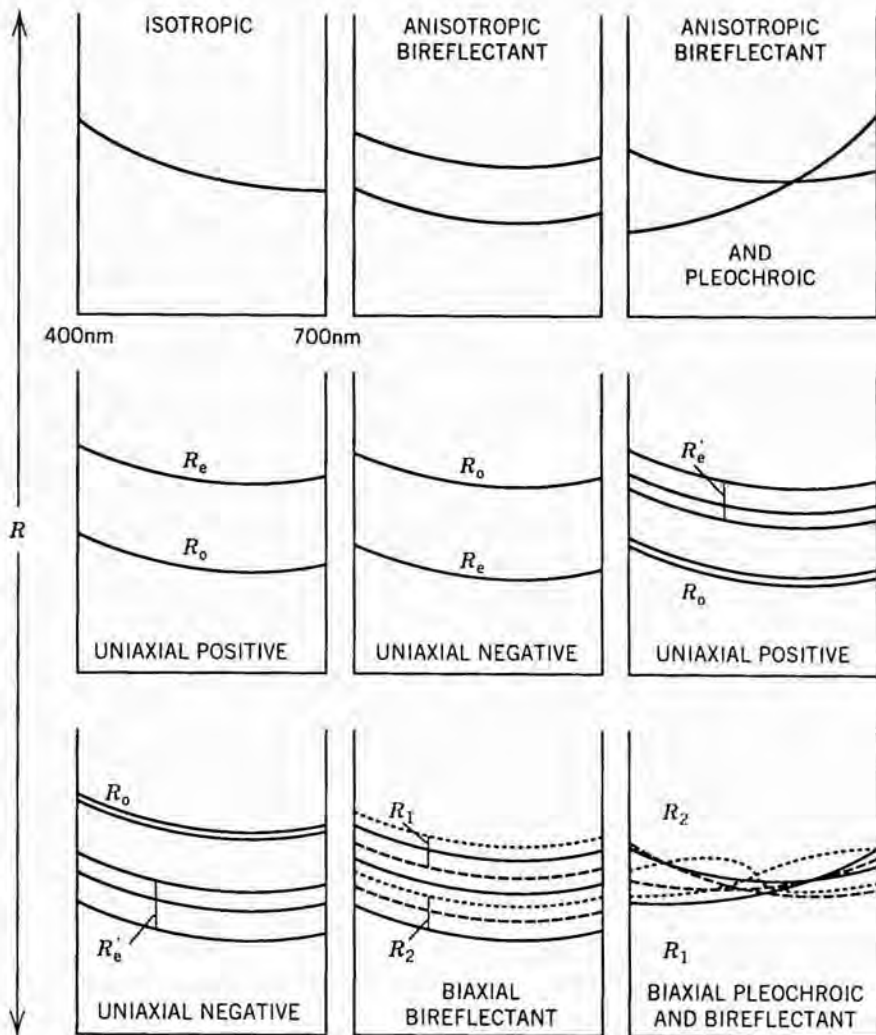 ISOTROPIC
ANISOTROPIC
BIREFLECTANT
ANISOTROPIC
BIREFLECTANT
AND
PLEOCHROIC
400nm
700nm
R
Re
Ro
UNIAXIAL POSITIVE
Ro
Re
UNIAXIAL NEGATIVE
R'e
Ro
UNIAXIAL POSITIVE
Ro
R'e
UNIAXIAL NEGATIVE
R1
R2
BIAXIAL
BIREFLECTANT
R2
R1
BIAXIAL PLEOCHROIC
AND BIREFLECTANT